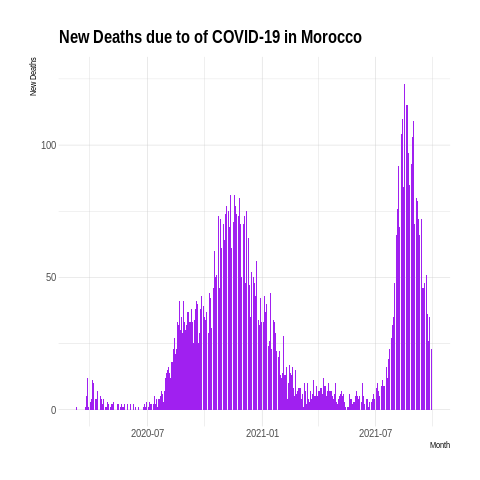 New Deaths due to of COVID-19 in Morocco
New Deaths
100
50
0
2020-07
2021-01
2021-07
Month